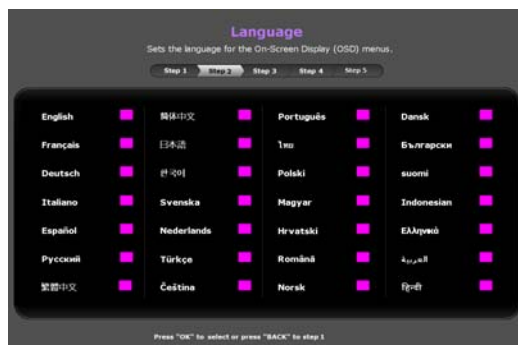 Language
Sets the language for the On-Screen Display (OSD) menus.
Step 1 Step 2 Step 3 Step 4 Step 5
English 簡体中文 Português Dansk
Français 日本語 ไทย Български
Deutsch 한국어 Polski suomi
Italiano Svenska Magyar Indonesian
Español Nederlands Hrvatski Ελληνικά
Русский Türkçe Română العربية
繁體中文 Čeština Norsk हिन्दी
Press "OK" to select or press "BACK" to step 1